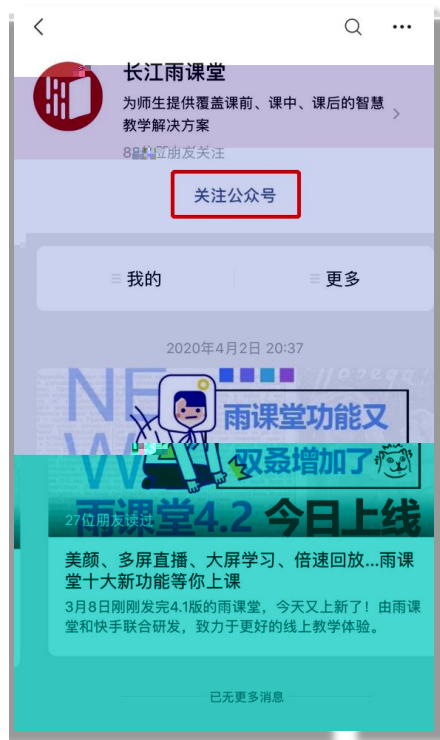 长江雨课堂
为师生提供覆盖课前、课中、课后的智慧
教学解决方案
位朋友关注
关注公众号
我的
更多
2020年4月2日 20:37
NEW
雨课堂功能又
双叒增加了
雨课堂4.2 今日上线
27位朋友读过
美颜、多屏直播、大屏学习、倍速回放...雨课
堂十大新功能等你上课
3月8日刚刚发完4.1版的雨课堂，今天又上新了！由雨课
堂和快手联合研发，致力于更好的线上教学体验。
已无更多消息